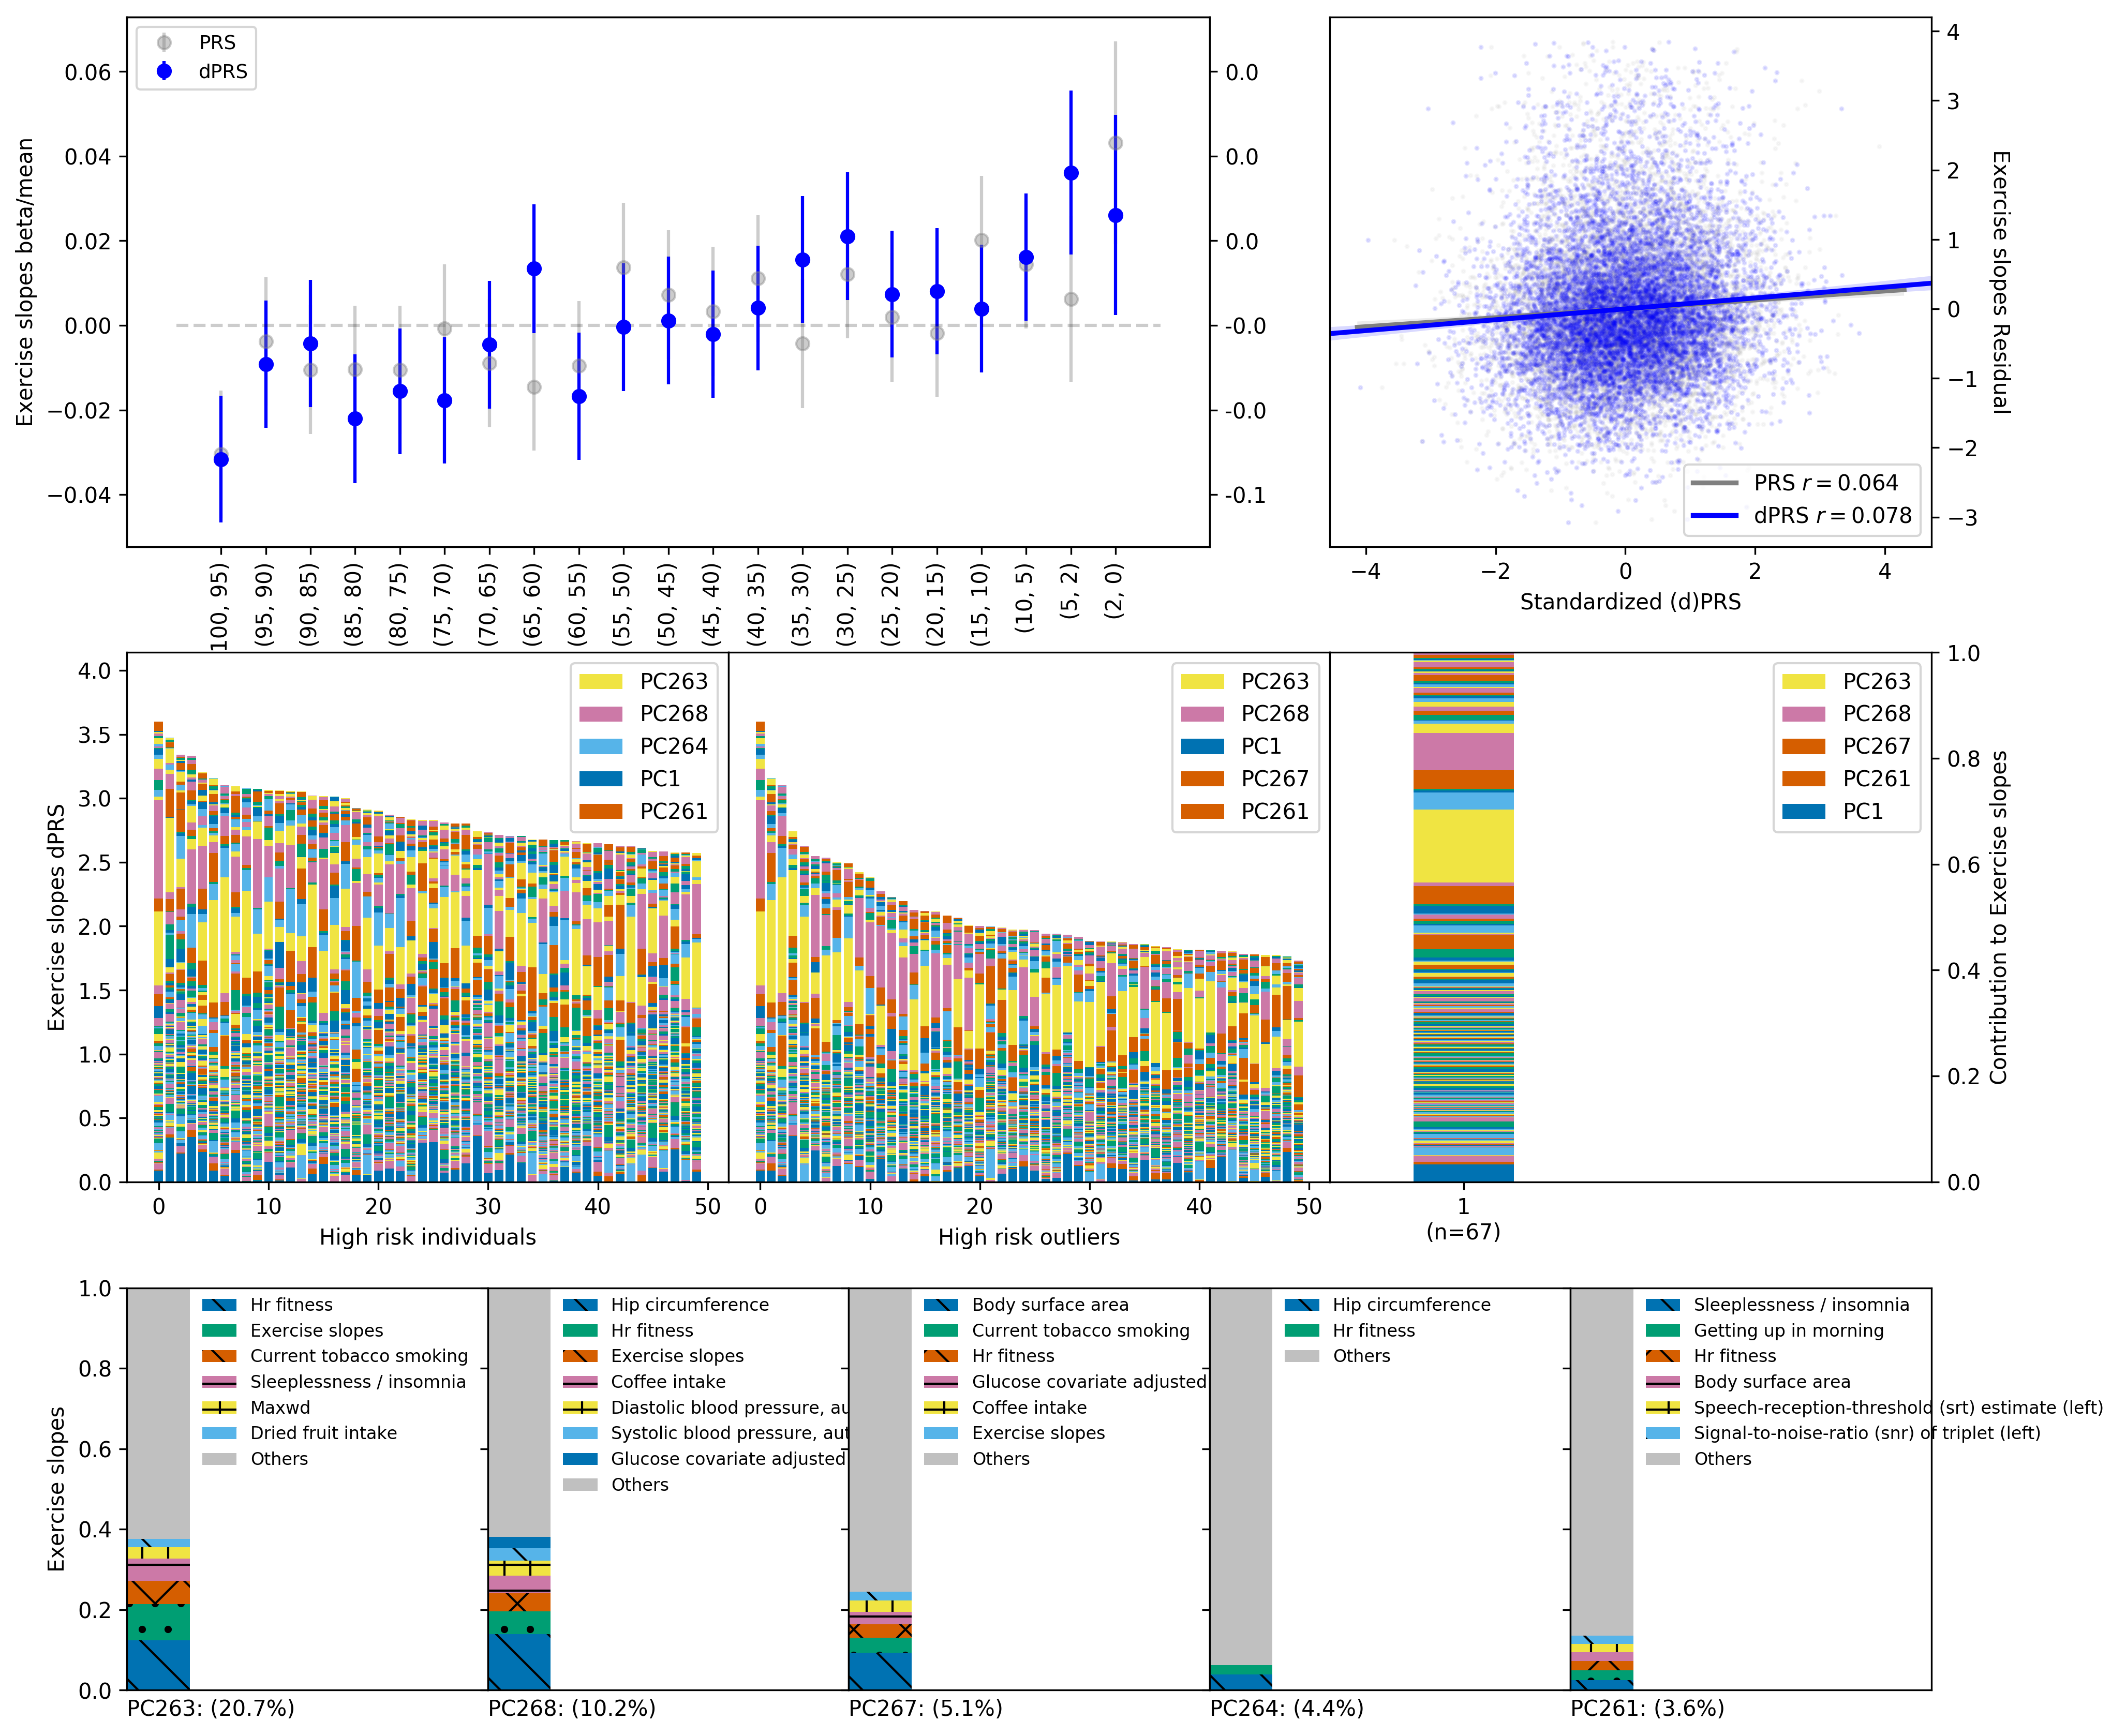 PRS
dPRS
0.06
0.04
0.02
0.00
−0.02
−0.04
Exercise slopes beta/mean
0.0
0.0
0.0
-0.0
-0.0
-0.1
100, 95)
(95, 90)
(90, 85)
(85, 80)
(80, 75)
(75, 70)
(70, 65)
(65, 60)
(60, 55)
(55, 50)
(50, 45)
(45, 40)
(40, 35)
(35, 30)
(30, 25)
(25, 20)
(20, 15)
(15, 10)
(10, 5)
(5, 2)
(2, 0)
4
3
2
1
0
−1
−2
−3
Exercise slopes Residual
PRS r = 0.064
dPRS r = 0.078
−4
−2
0
2
4
Standardized (d)PRS
4.0
3.5
3.0
2.5
2.0
1.5
1.0
0.5
0.0
Exercise slopes dPRS
PC263
PC268
PC264
PC1
PC261
0
10
20
30
40
50
High risk individuals
PC263
PC268
PC1
PC267
PC261
0
10
20
30
40
50
High risk outliers
PC263
PC268
PC267
PC261
PC1
1
(n=67)
1.0
0.8
0.6
0.4
0.2
0.0
Contribution to Exercise slopes
1.0
0.8
0.6
0.4
0.2
0.0
Exercise slopes
Hr fitness
Exercise slopes
Current tobacco smoking
Sleeplessness / insomnia
Maxwd
Dried fruit intake
Others
PC263: (20.7%)
Hip circumference
Hr fitness
Exercise slopes
Coffee intake
Diastolic blood pressure, au
Systolic blood pressure, aut
Glucose covariate adjusted
Others
PC268: (10.2%)
Body surface area
Current tobacco smoking
Hr fitness
Glucose covariate adjusted
Coffee intake
Exercise slopes
Others
PC267: (5.1%)
Hip circumference
Hr fitness
Others
PC264: (4.4%)
Sleeplessness / insomnia
Getting up in morning
Hr fitness
Body surface area
Speech-reception-threshold (srt) estimate (left)
Signal-to-noise-ratio (snr) of triplet (left)
Others
PC261: (3.6%)